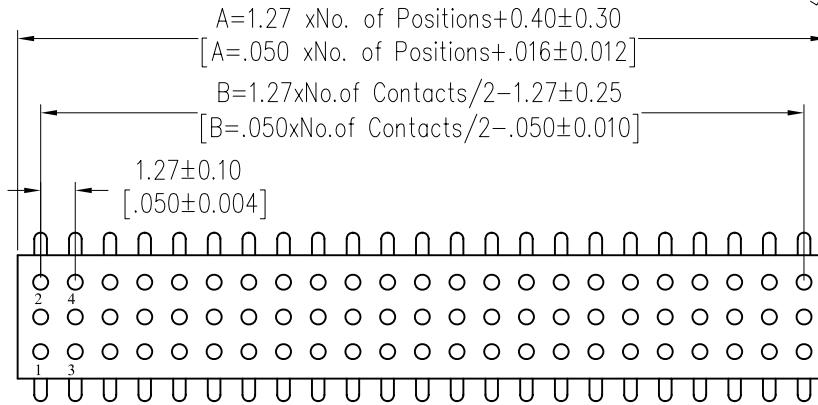 A=1.27 xNo. of Positions+0.40±0.30
[A=.050 xNo. of Positions+.016±0.012]
B=1.27xNo.of Contacts/2-1.27±0.25
[B=.050xNo.of Contacts/2-.050±0.010]
1.27±0.10
[.050±0.004]
2 4
1 3